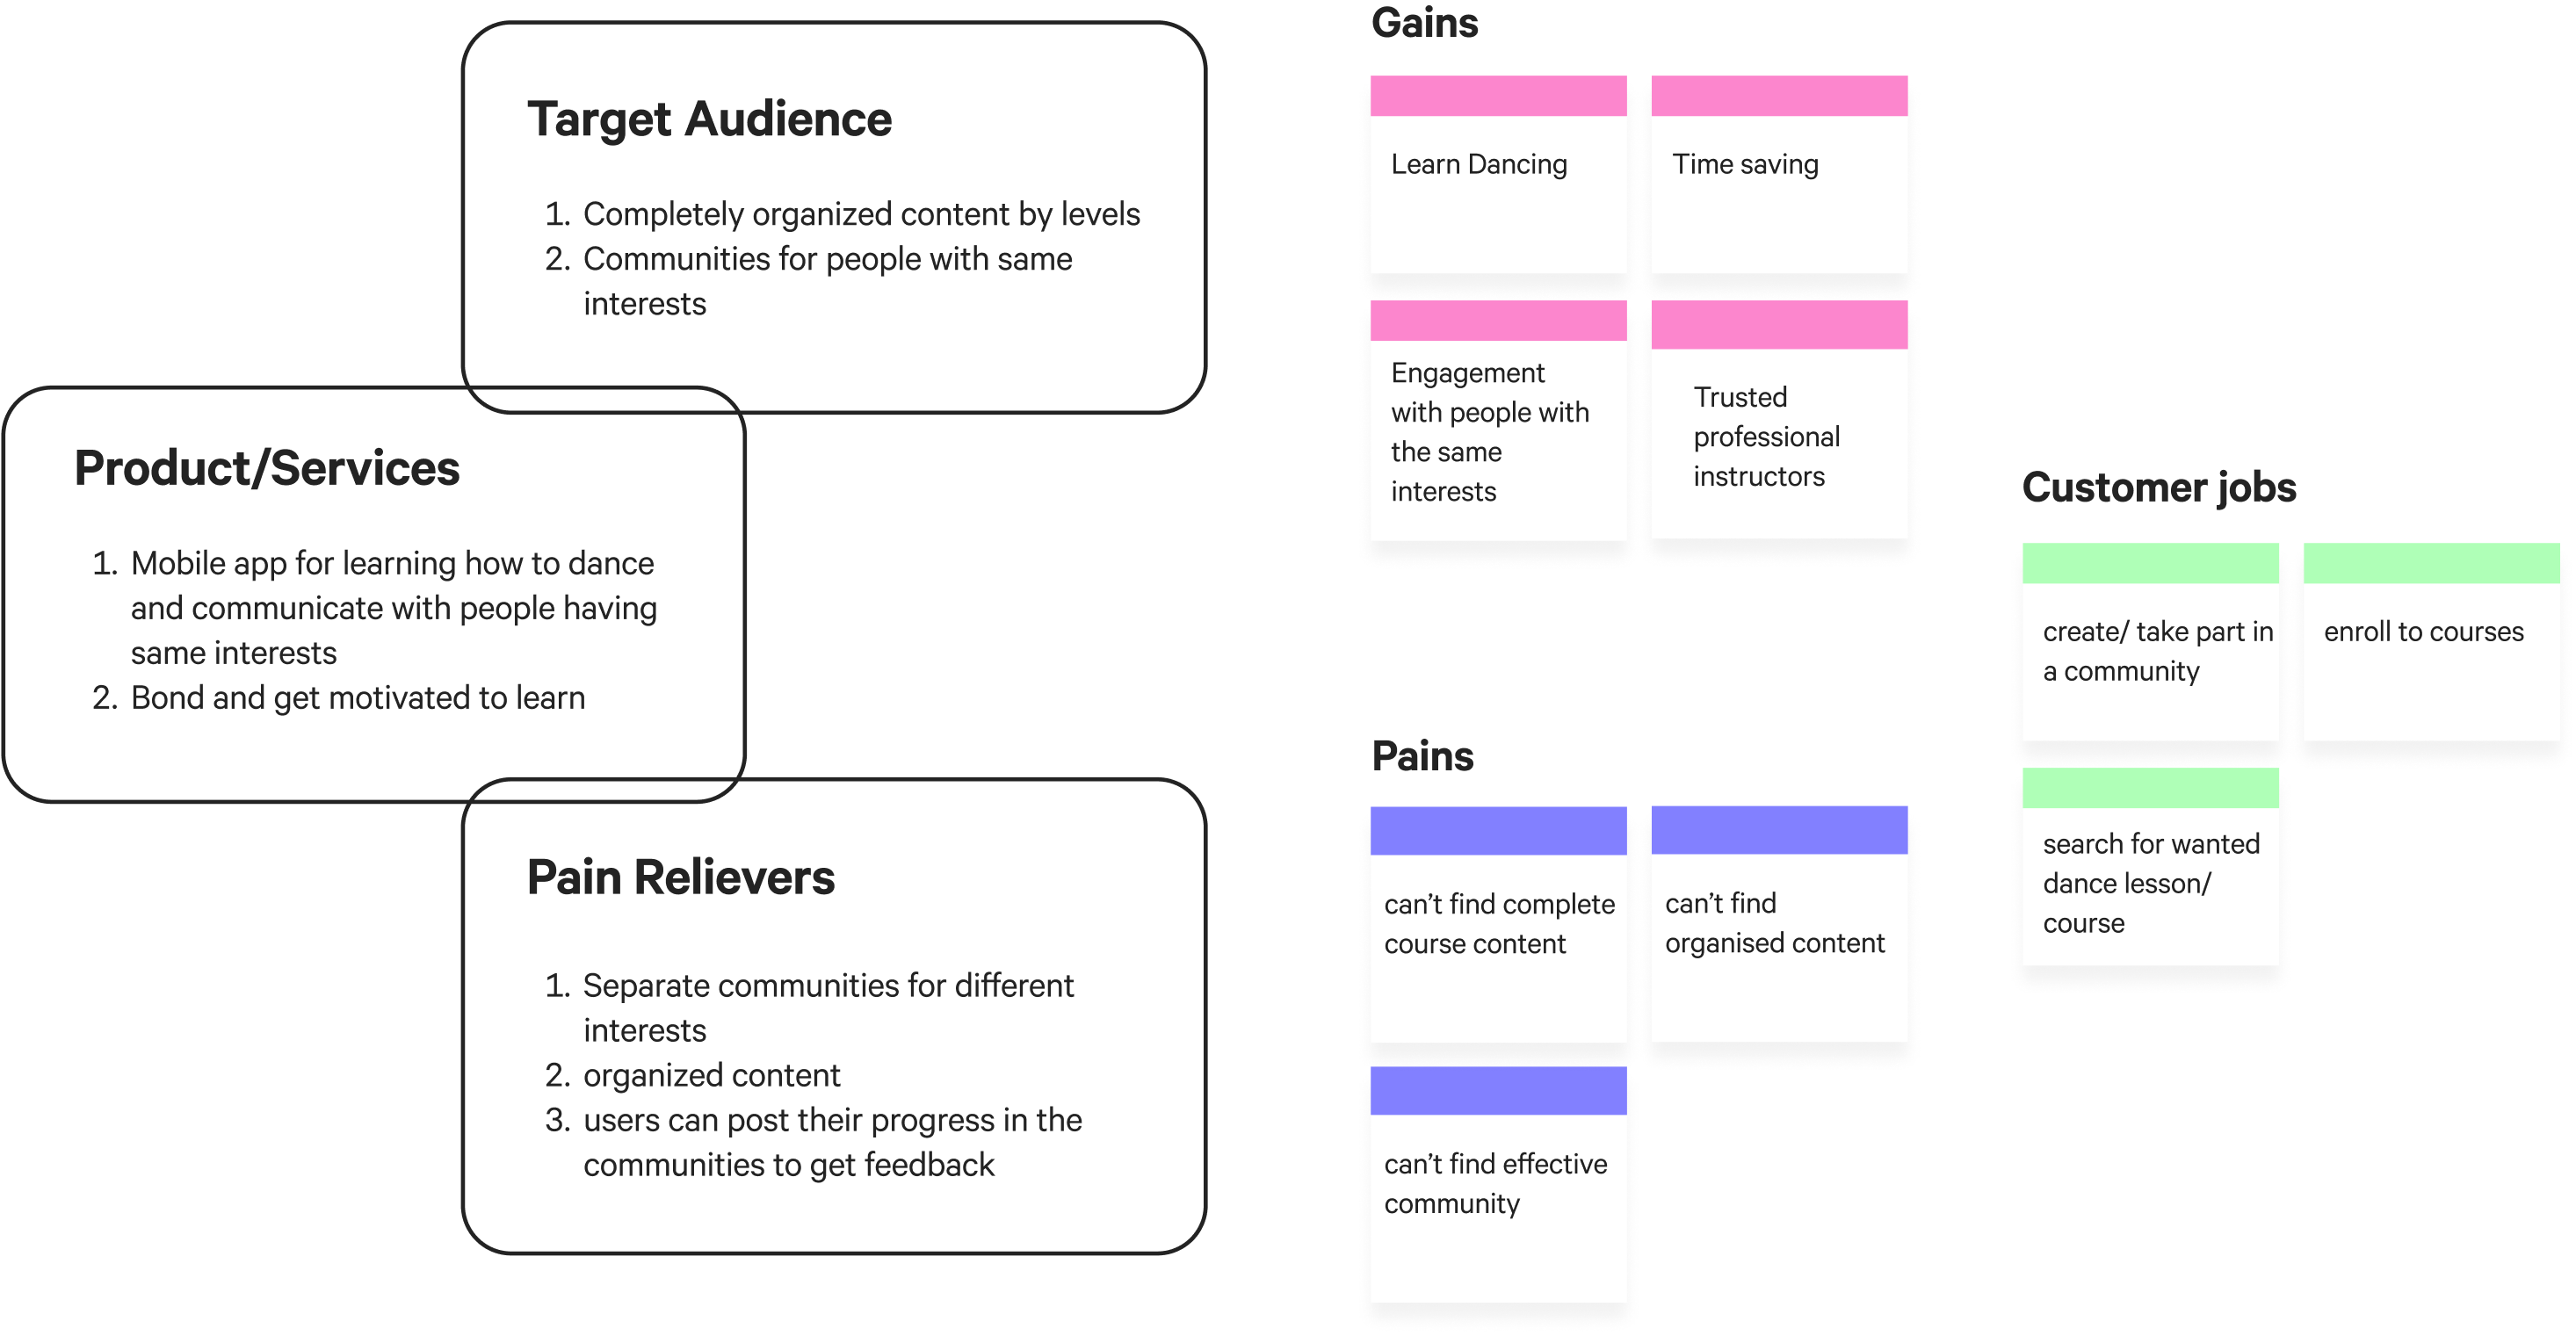 Target Audience
1. Completely organized content by levels
2. Communities for people with same
interests
Product/Services
1. Mobile app for learning how to dance
and communicate with people having
same interests
2. Bond and get motivated to learn
Pain Relievers
1. Separate communities for different
interests
2. organized content
3. users can post their progress in the
communities to get feedback
Gains
Learn Dancing
Time saving
Engagement
with people with
the same
interests
Trusted
professional
instructors
Pains
can’t find complete
course content
can’t find
organised content
can’t find effective
community
Customer jobs
create/ take part in
a community
enroll to courses
search for wanted
dance lesson/
course